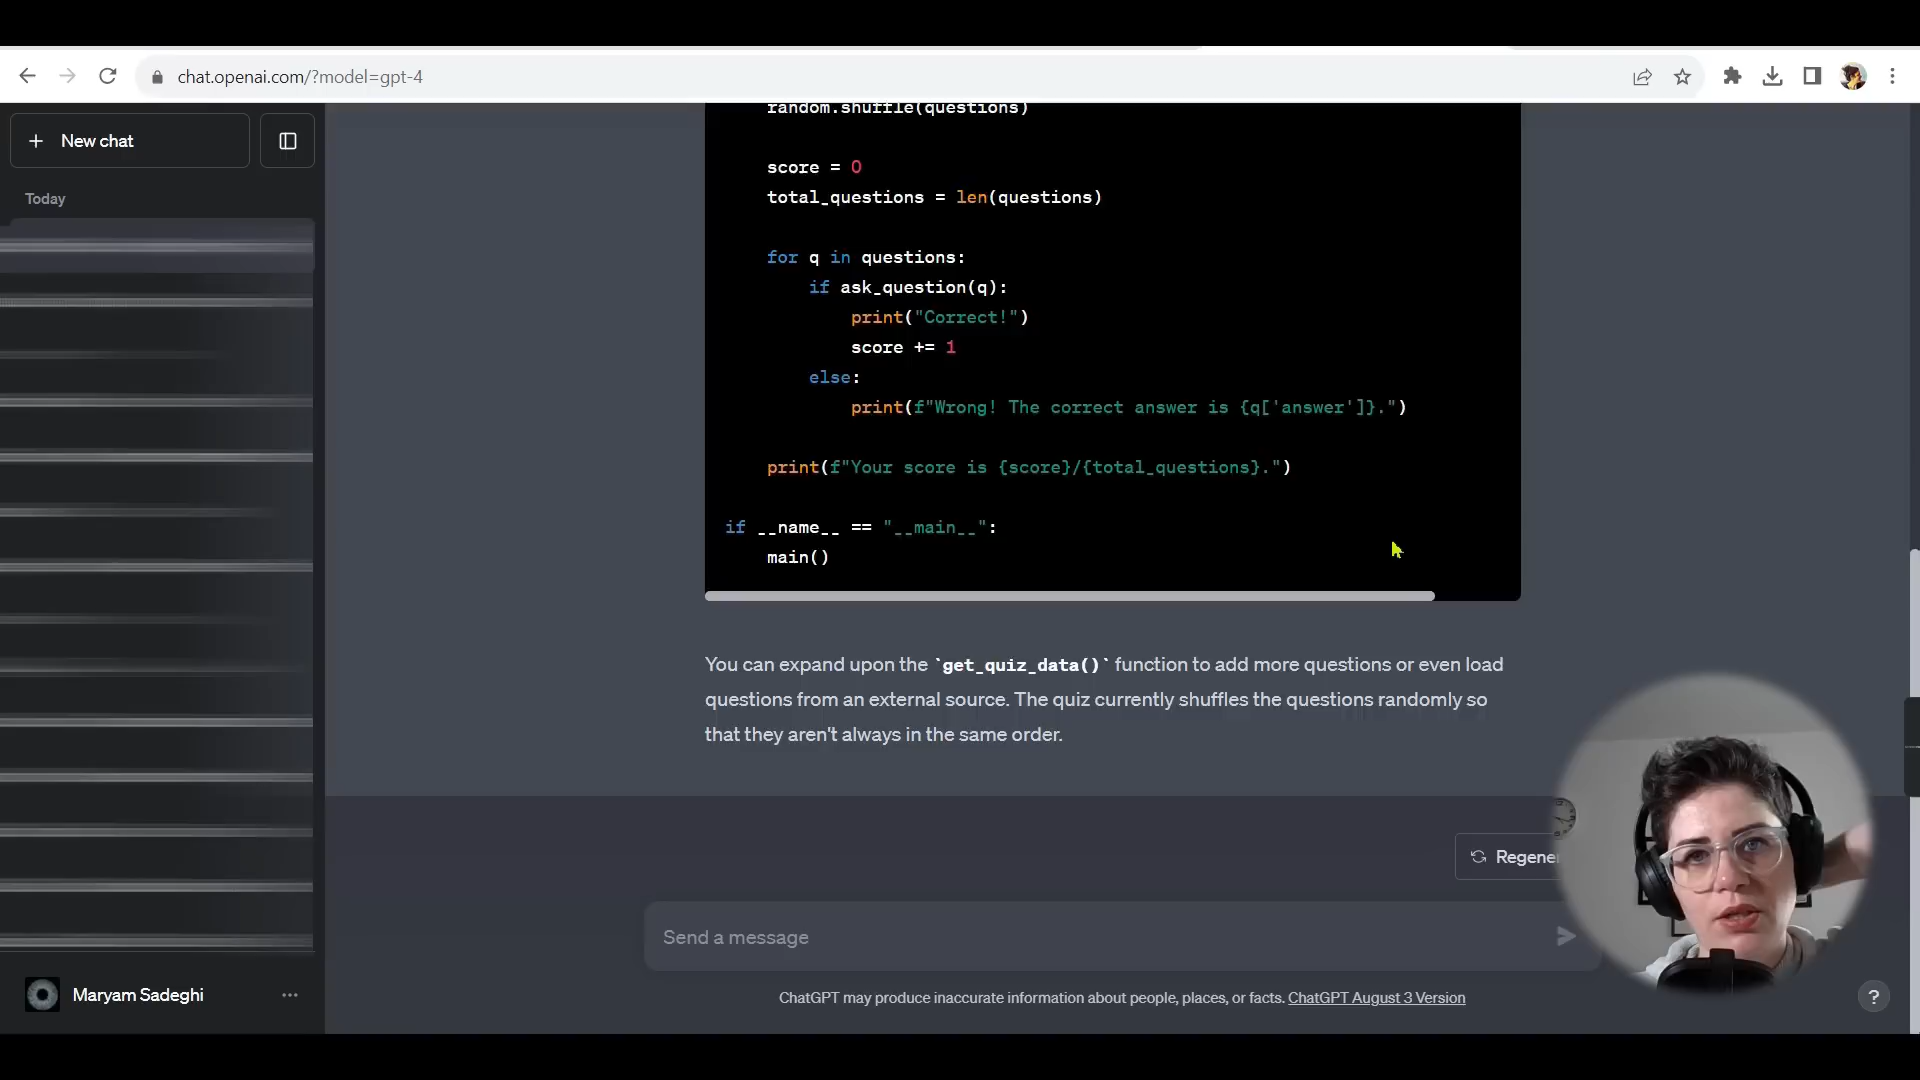 chat.openai.com/?model=gpt-4
New chat
Today
random.shuffle(questions)
score = 0
total_questions = len(questions)
for q in questions:
if ask_question(q):
print("Correct!")
score += 1
else:
print(f"Wrong! The correct answer is {q['answer']}.")
print(f"Your score is {score}/{total_questions}.")
if __name__ == "__main__":
main()
You can expand upon the `get_quiz_data()` function to add more questions or even load
questions from an external source. The quiz currently shuffles the questions randomly so
that they aren't always in the same order.
Regener
Send a message
Maryam Sadeghi
ChatGPT may produce inaccurate information about people, places, or facts. ChatGPT August 3 Version
?